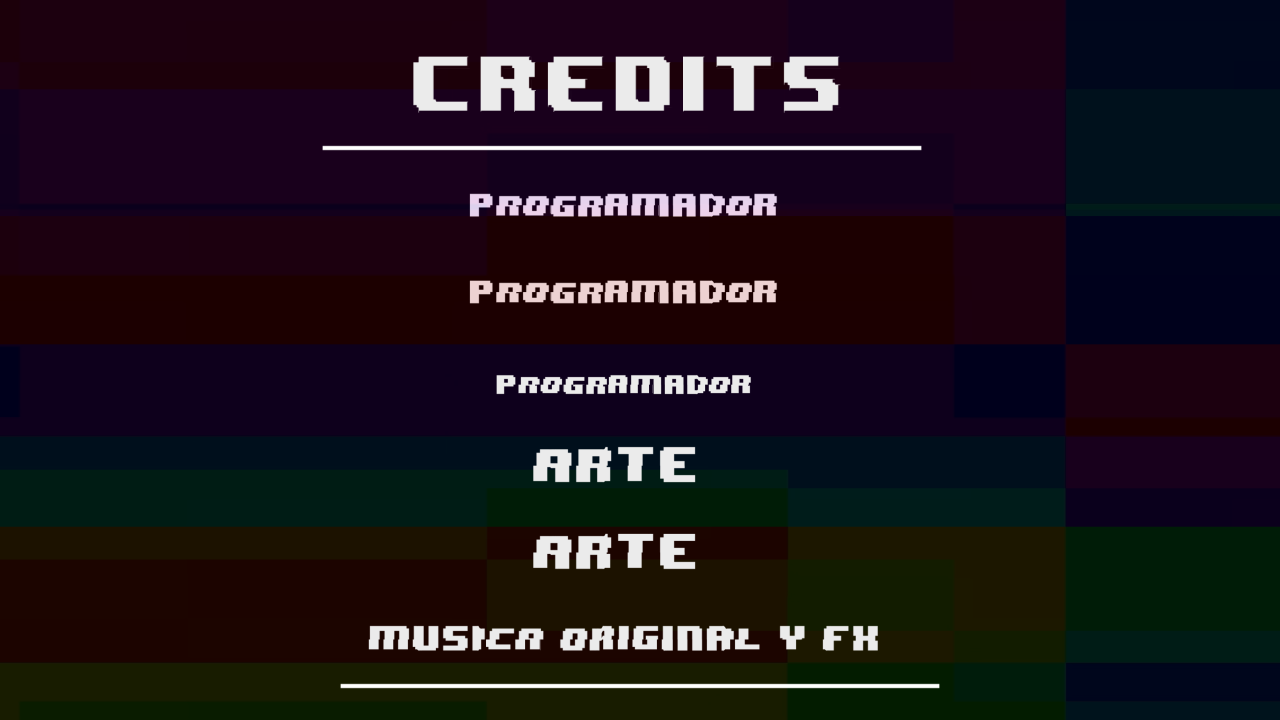 CREDITS
PROGRAMADOR
PROGRAMADOR
PROGRAMADOR
ARTE
ARTE
MUSICA ORIGINAL Y FX